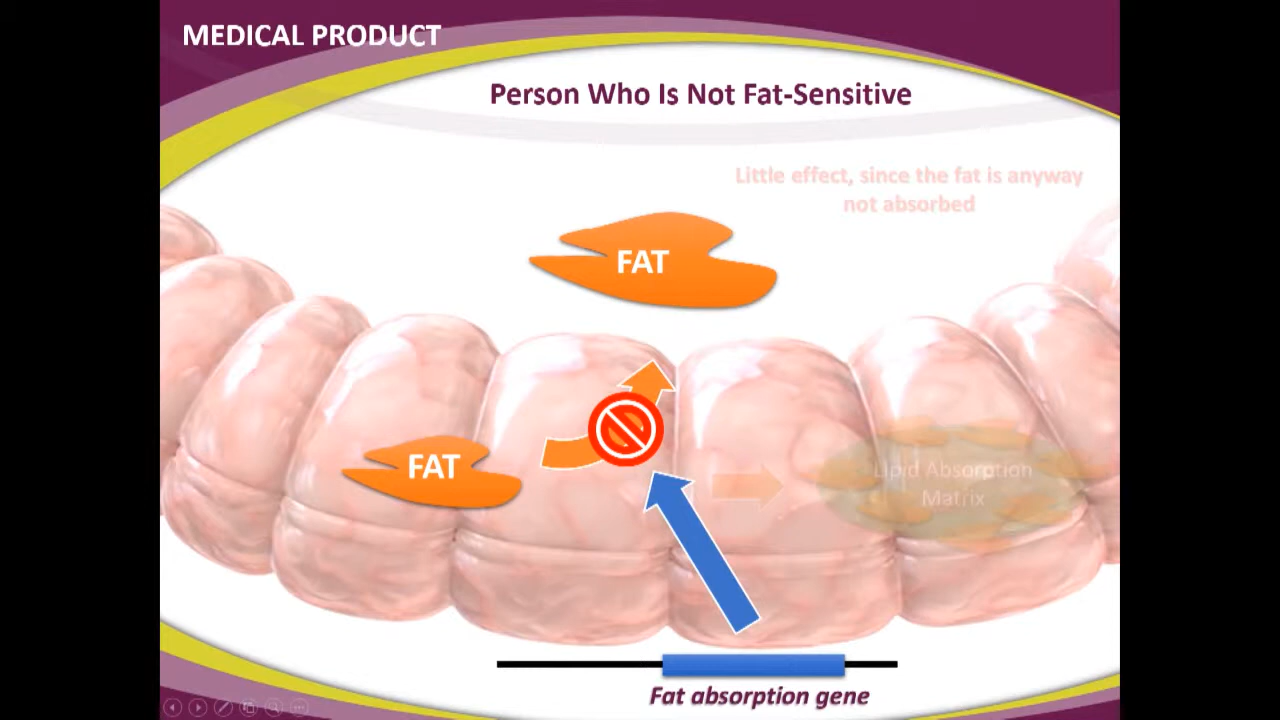 MEDICAL PRODUCT
Person Who Is Not Fat-Sensitive
Little effect, since the fat is anyway
not absorbed
FAT
FAT
Lipid Absorption
Matrix
Fat absorption gene